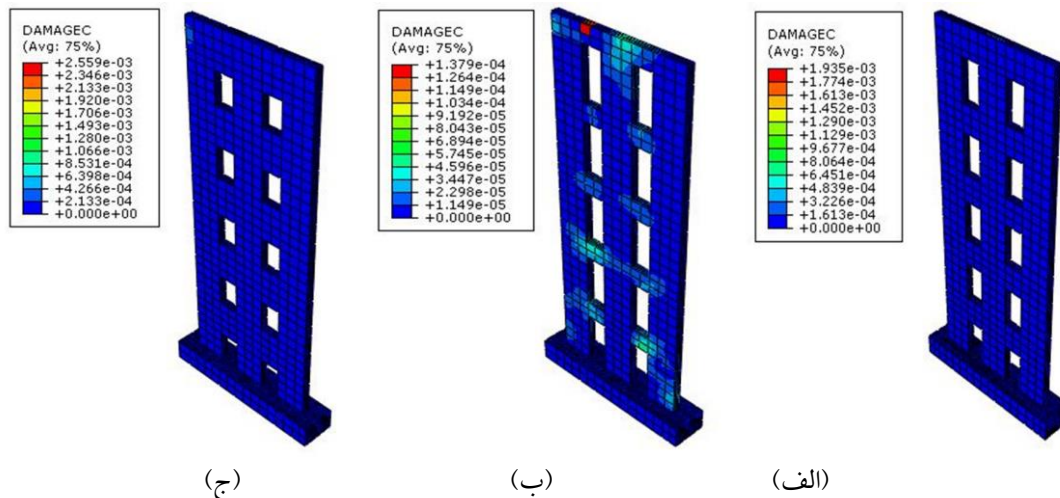 DAMAGEC
(Avg: 75%)
+2.559e-03
+2.346e-03
+2.133e-03
+1.920e-03
+1.706e-03
+1.493e-03
+1.280e-03
+1.066e-03
+8.531e-04
+6.398e-04
+4.266e-04
+2.133e-04
+0.000e+00
DAMAGEC
(Avg: 75%)
+1.379e-04
+1.264e-04
+1.149e-04
+1.034e-04
+9.192e-05
+8.043e-05
+6.894e-05
+5.745e-05
+4.596e-05
+3.447e-05
+2.298e-05
+1.149e-05
+0.000e+00
DAMAGEC
(Avg: 75%)
+1.935e-03
+1.774e-03
+1.613e-03
+1.452e-03
+1.290e-03
+1.129e-03
+9.677e-04
+8.064e-04
+6.451e-04
+4.839e-04
+3.226e-04
+1.613e-04
+0.000e+00
(الف) (ب) (ج)